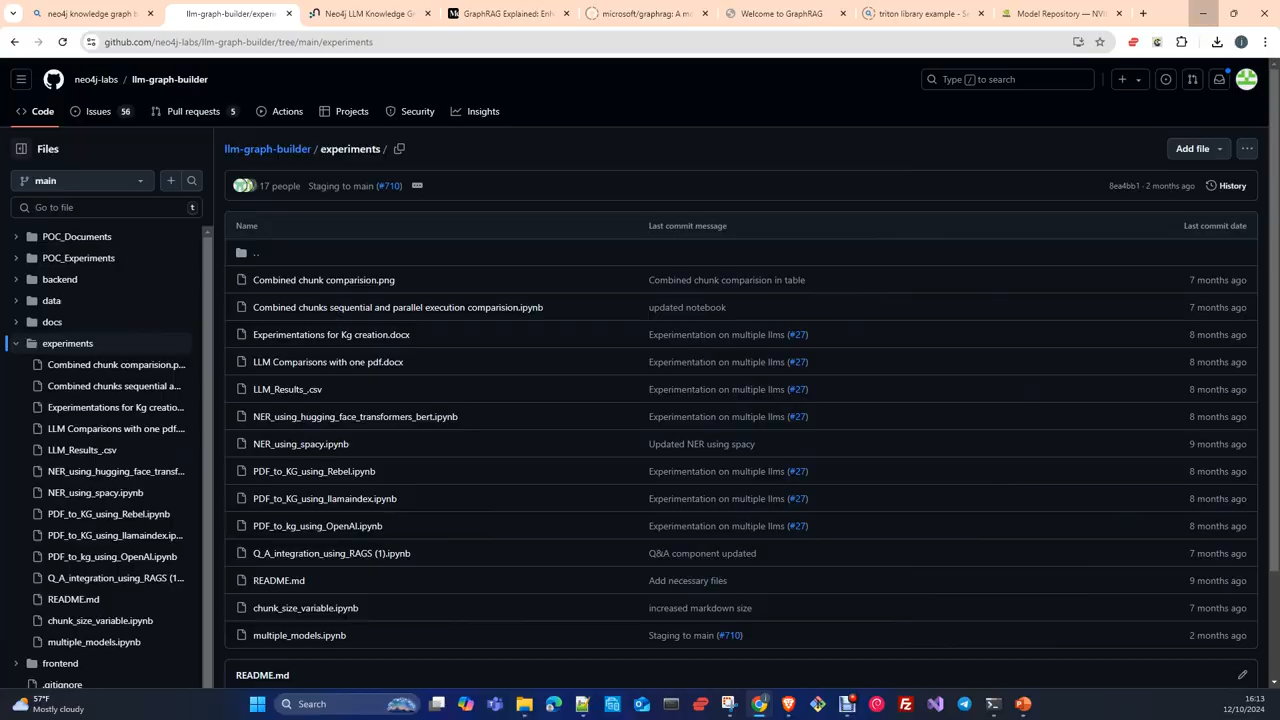 neo4j knowledge graph b
llm-graph-builder/experi
Neo4j LLM Knowledge Gr
GraphRAG Explained: Enh
microsoft/graphrag: A mo
Welcome to GraphRAG
triton library example - Se
Model Repository — NVI
github.com/neo4j-labs/llm-graph-builder/tree/main/experiments
neo4j-labs / llm-graph-builder
Type / to search
Code
Issues 56
Pull requests 5
Actions
Projects
Security
Insights
Files
llm-graph-builder / experiments /
Add file
main
17 people Staging to main (#710)
8ea4bb1 · 2 months ago
History
Go to file
t
Name
Last commit message
Last commit date
POC_Documents
POC_Experiments
backend
data
docs
experiments
Combined chunk comparision.p...
Combined chunks sequential a...
Experimentations for Kg creatio...
LLM Comparisons with one pdf....
LLM_Results_.csv
NER_using_hugging_face_transf...
NER_using_spacy.ipynb
PDF_to_KG_using_Rebel.ipynb
PDF_to_KG_using_llamaindex.ip...
PDF_to_kg_using_OpenAI.ipynb
Q_A_integration_using_RAGS (1...
README.md
chunk_size_variable.ipynb
multiple_models.ipynb
frontend
.gitignore
..
Combined chunk comparision.png Combined chunk comparision in table 7 months ago
Combined chunks sequential and parallel execution comparision.ipynb updated notebook 7 months ago
Experimentations for Kg creation.docx Experimentation on multiple llms (#27) 8 months ago
LLM Comparisons with one pdf.docx Experimentation on multiple llms (#27) 8 months ago
LLM_Results_.csv Experimentation on multiple llms (#27) 8 months ago
NER_using_hugging_face_transformers_bert.ipynb Experimentation on multiple llms (#27) 8 months ago
NER_using_spacy.ipynb Updated NER using spacy 9 months ago
PDF_to_KG_using_Rebel.ipynb Experimentation on multiple llms (#27) 8 months ago
PDF_to_KG_using_llamaindex.ipynb Experimentation on multiple llms (#27) 8 months ago
PDF_to_kg_using_OpenAI.ipynb Experimentation on multiple llms (#27) 8 months ago
Q_A_integration_using_RAGS (1).ipynb Q&A component updated 7 months ago
README.md Add necessary files 9 months ago
chunk_size_variable.ipynb increased markdown size 7 months ago
multiple_models.ipynb Staging to main (#710) 2 months ago
README.md
57°F
Mostly cloudy
Search
16:13
12/10/2024